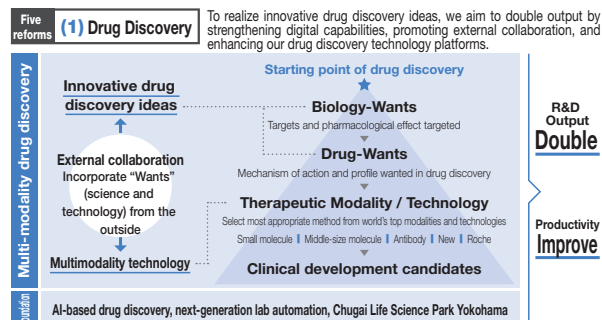 Five
reforms
(1) Drug Discovery
To realize innovative drug discovery ideas, we aim to double output by
strengthening digital capabilities, promoting external collaboration, and
enhancing our drug discovery technology platforms.
Multi-modality drug discovery
Starting point of drug discovery
Innovative drug
discovery ideas
External collaboration
Incorporate “Wants”
(science and
technology) from the
outside
Multimodality technology
Biology-Wants
Targets and pharmacological effect targeted
Drug-Wants
Mechanism of action and profile wanted in drug discovery
Therapeutic Modality / Technology
Select most appropriate method from world's top modalities and technologies
Small molecule | Middle-size molecule | Antibody | New | Roche
Clinical development candidates
R&D
Output
Double
Productivity
Improve
AI-based drug discovery, next-generation lab automation, Chugai Life Science Park Yokohama